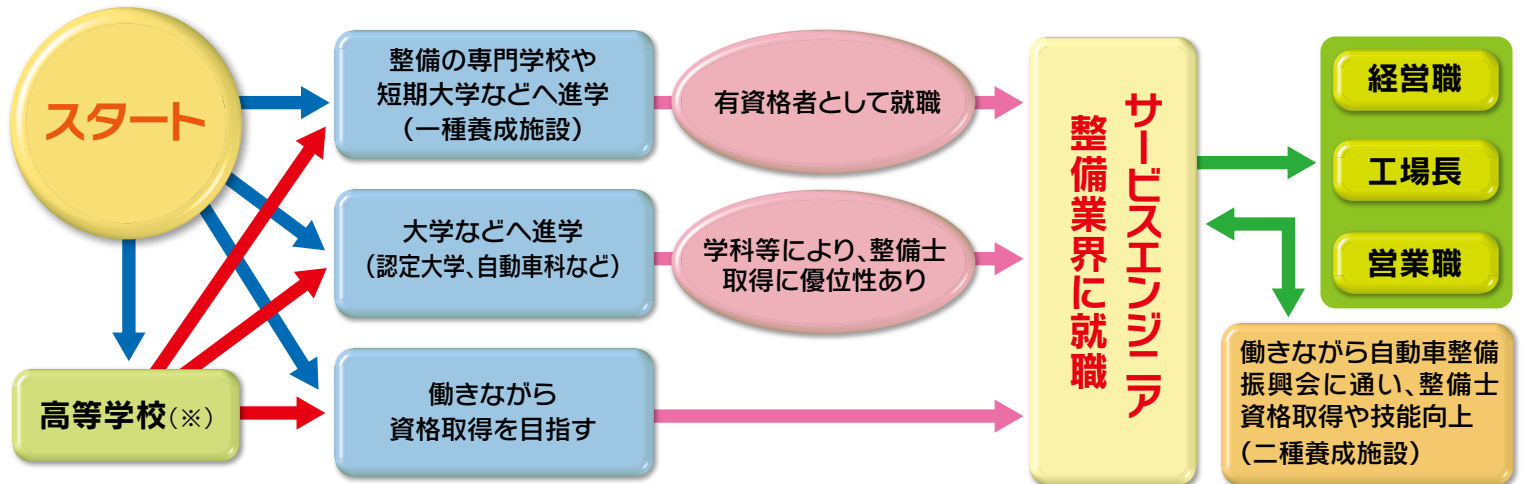 スタート
高等学校(※)
整備の専門学校や
短期大学などへ進学
(一種養成施設)
大学などへ進学
(認定大学、自動車科など)
働きながら
資格取得を目指す
有資格者として就職
学科等により、整備士
取得に優位性あり
サービスエンジニア
整備業界に就職
経営職
工場長
営業職
働きながら自動車整備
振興会に通い、整備士
資格取得や技能向上
(二種養成施設)